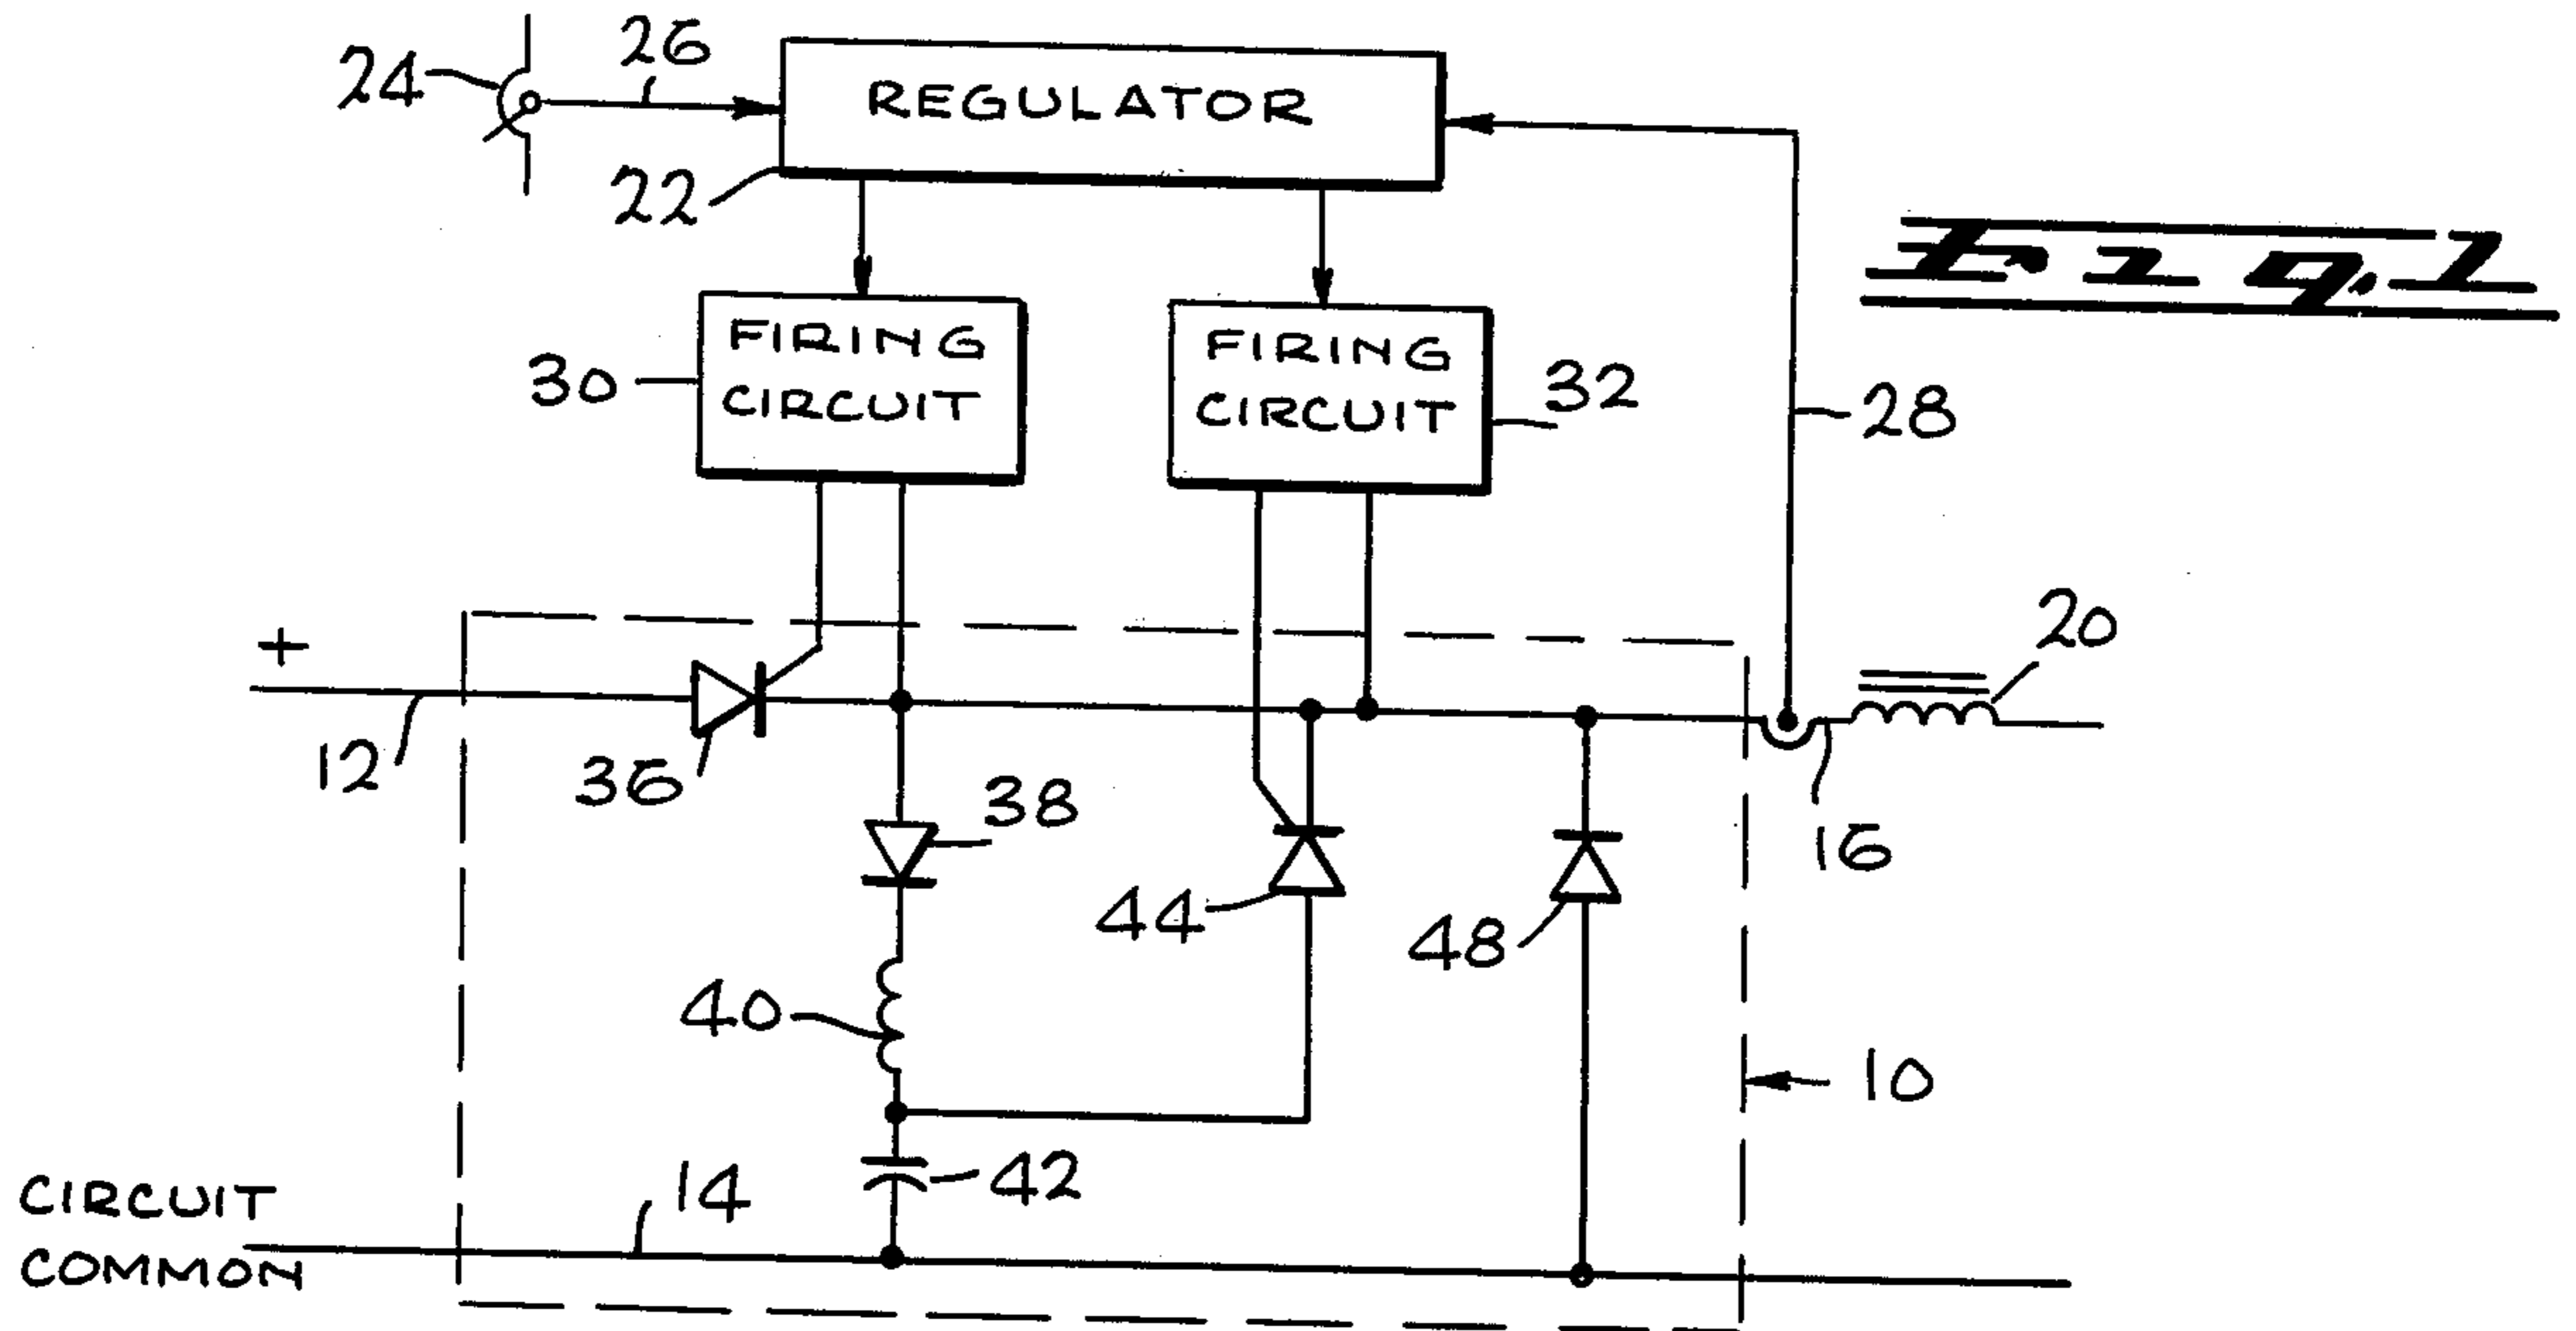 24
26
REGULATOR
22
Fig. 1
FIRING
CIRCUIT
30
FIRING
CIRCUIT
32
28
+
20
12
36
38
16
44
48
40
10
42
14
CIRCUIT
COMMON